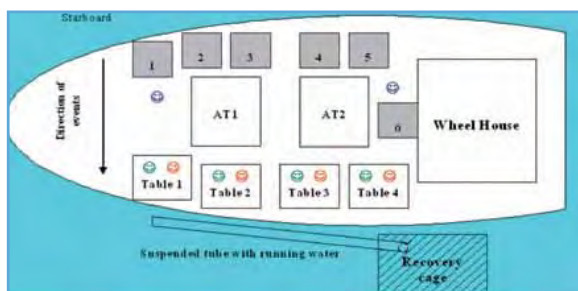 Starboard
1
2
3
4
5
Direction of
events
AT1
AT2
6
Wheel House
Table 1
Table 2
Table 3
Table 4
Suspended tube with running water
Recovery
cage